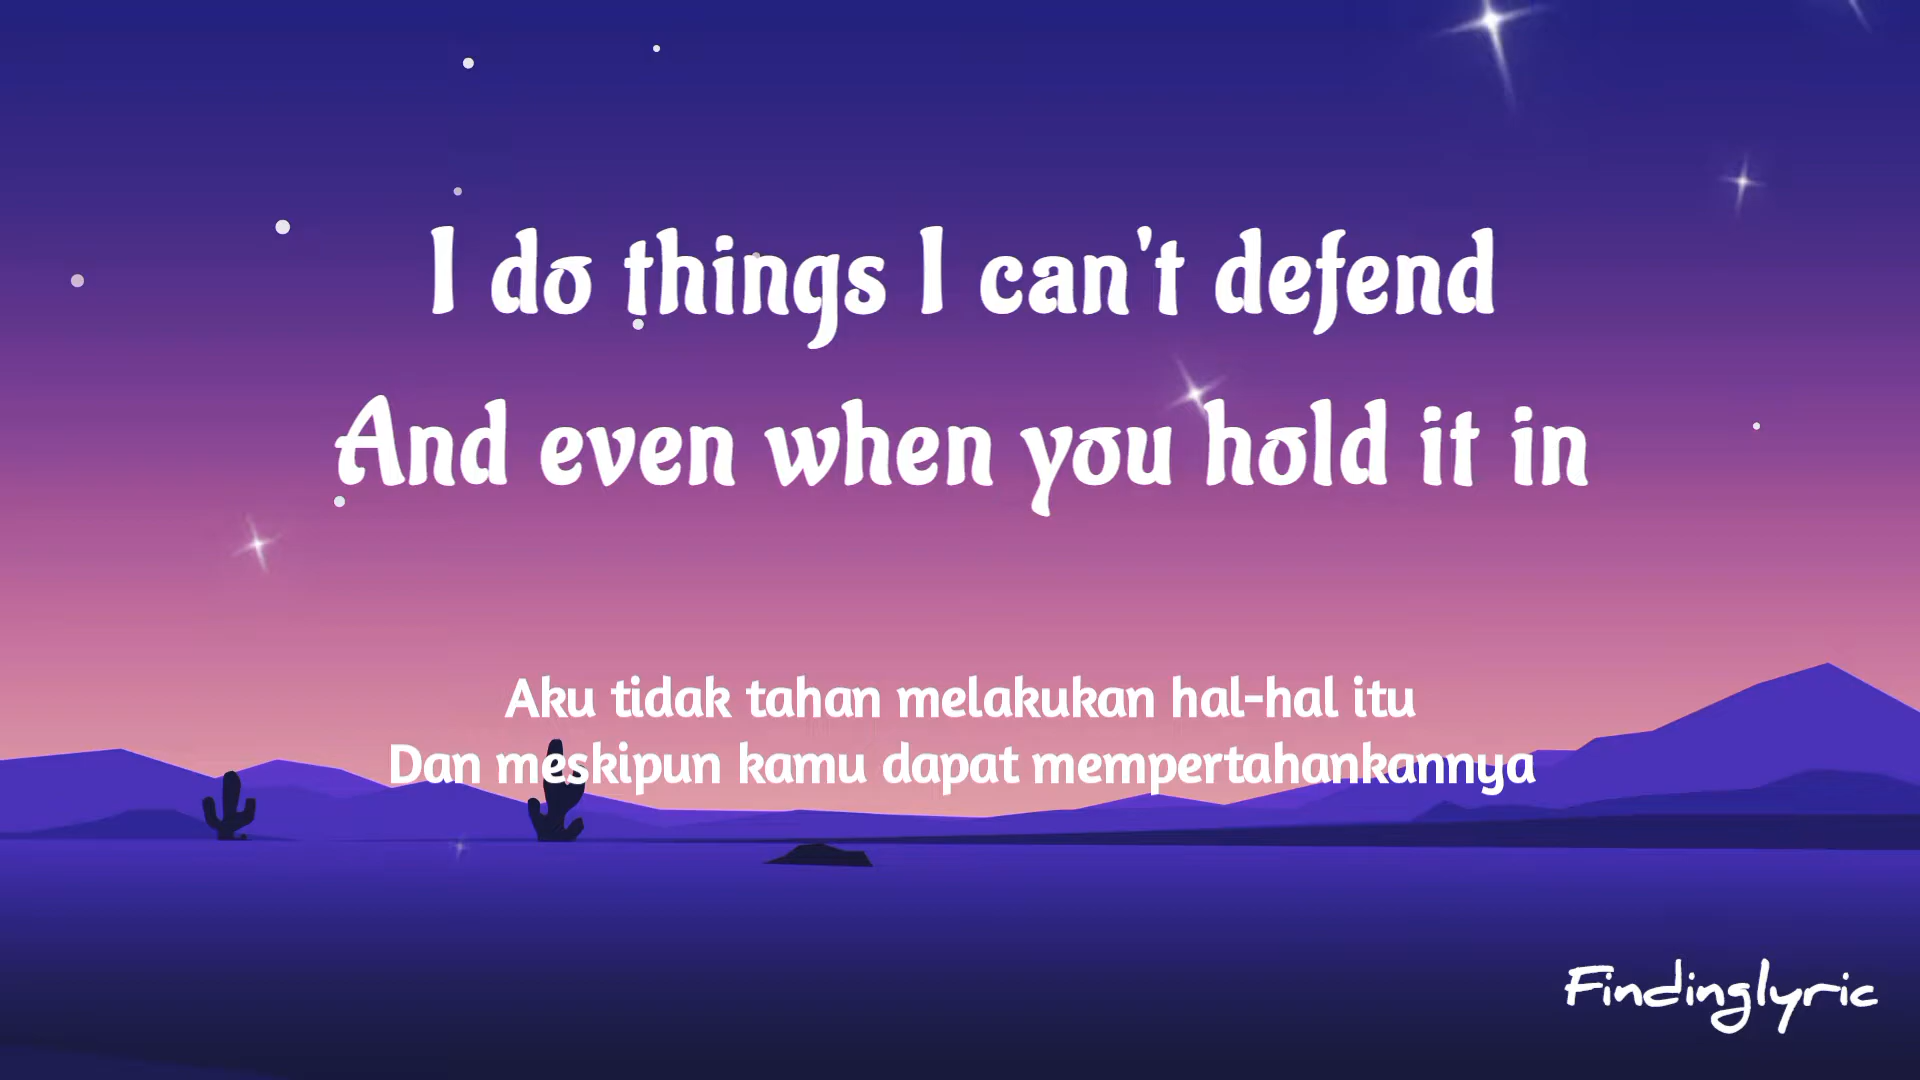 I do things I can't defend
And even when you hold it in
Aku tidak tahan melakukan hal-hal itu
Dan meskipun kamu dapat mempertahankannya
Findinglyric